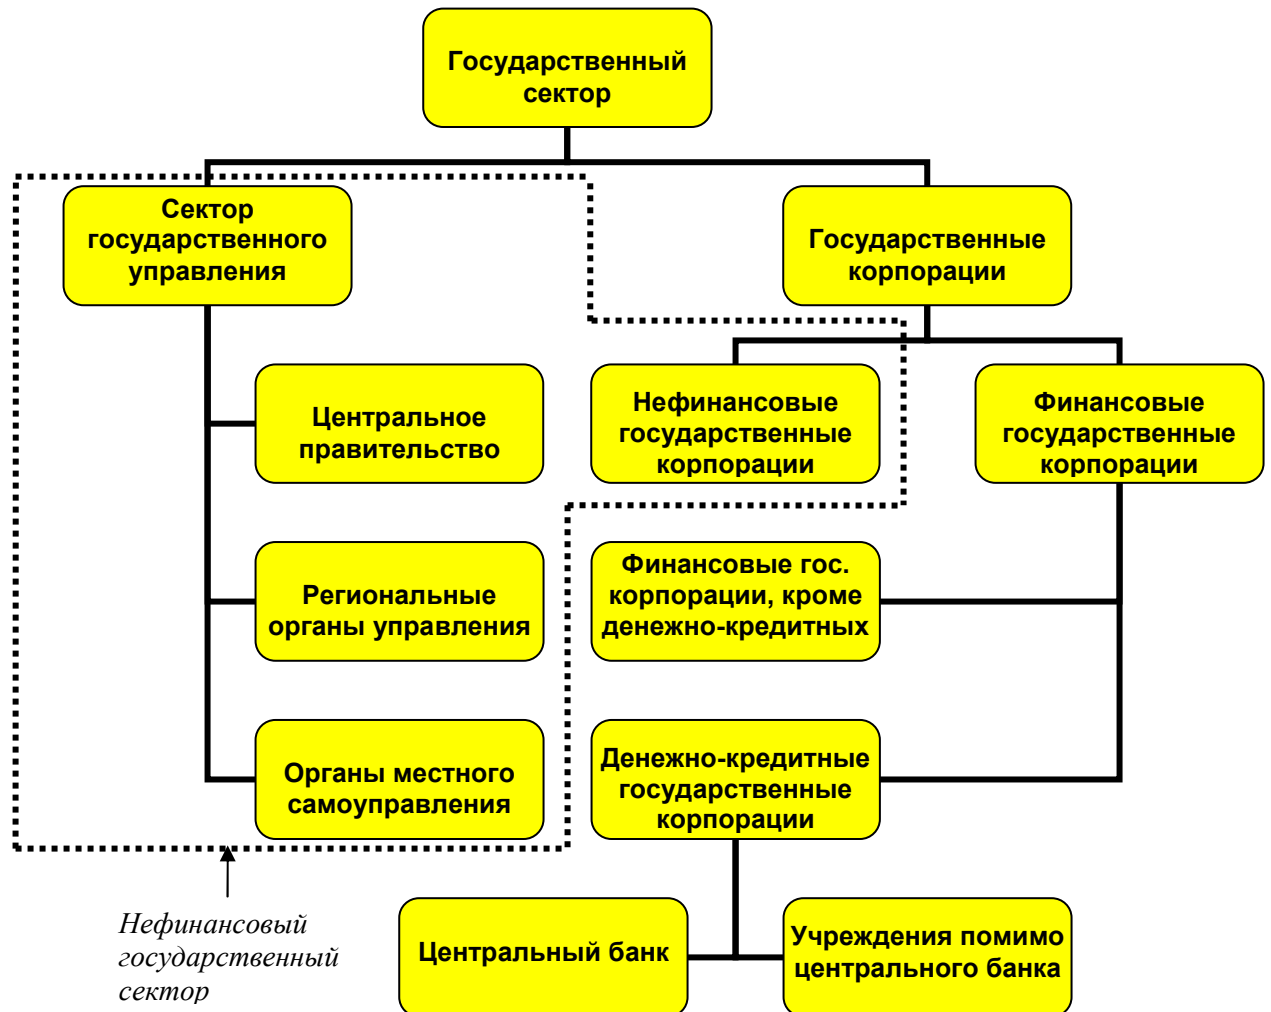 Государственный
сектор
Сектор
государственного
управления
Государственные
корпорации
Центральное
правительство
Нефинансовые
государственные
корпорации
Финансовые
государственные
корпорации
Региональные
органы управления
Финансовые гос.
корпорации, кроме
денежно-кредитных
Органы местного
самоуправления
Денежно-кредитные
государственные
корпорации
Нефинансовый
государственный
сектор
Центральный банк
Учреждения помимо
центрального банка